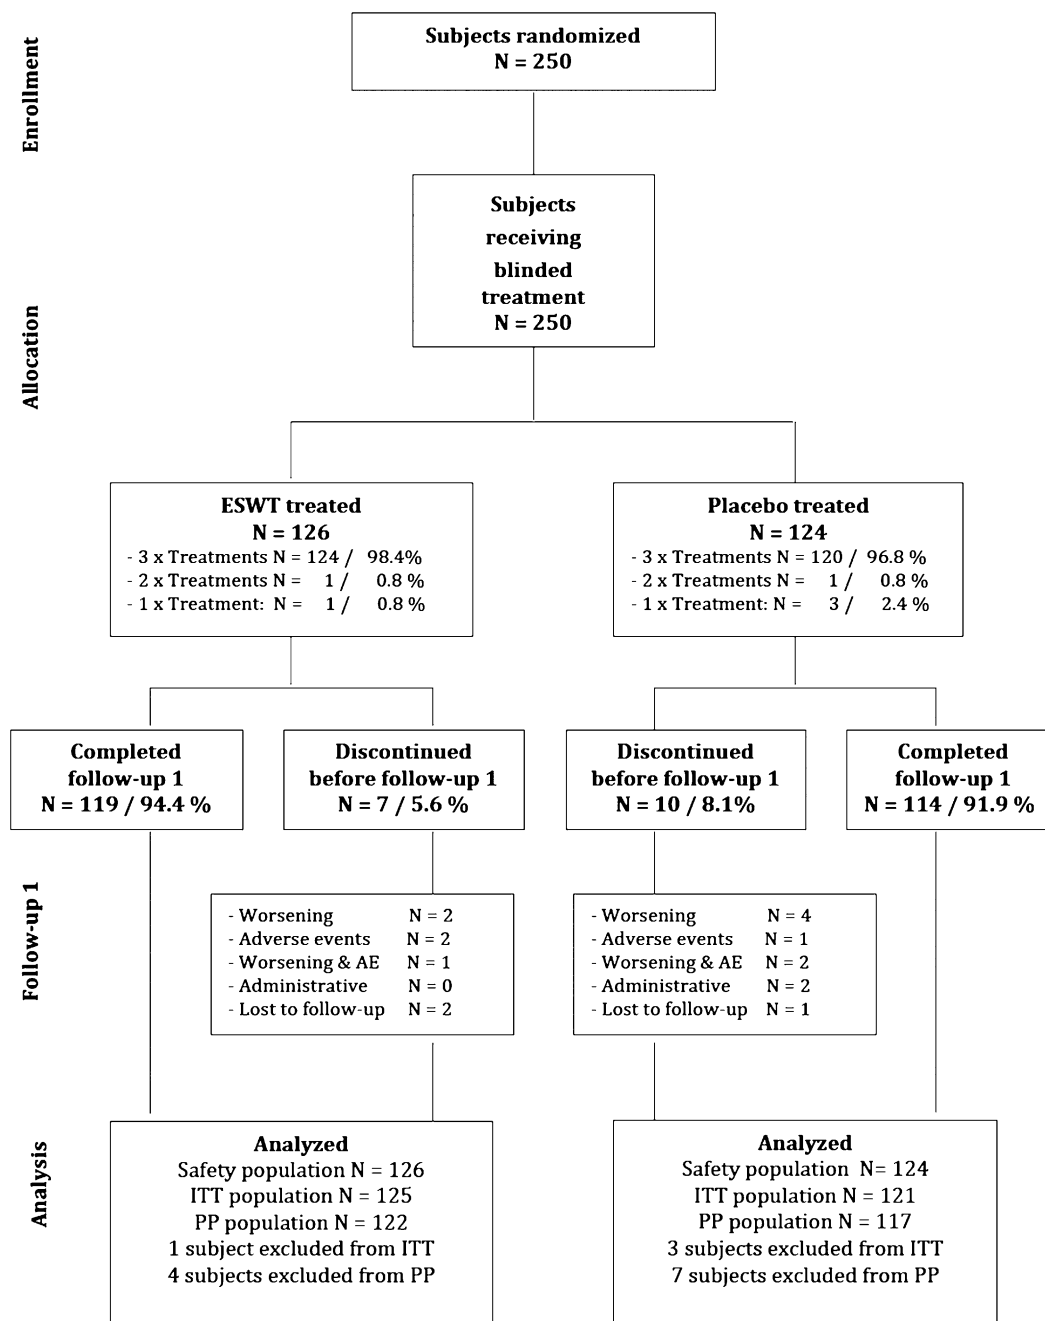 Enrollment
Subjects randomized
N = 250
Allocation
Subjects
receiving
blinded
treatment
N = 250
ESWT treated
N = 126
- 3 x Treatments N = 124 / 98.4%
- 2 x Treatments N = 1 / 0.8 %
- 1 x Treatment: N = 1 / 0.8 %
Placebo treated
N = 124
- 3 x Treatments N = 120 / 96.8 %
- 2 x Treatments N = 1 / 0.8 %
- 1 x Treatment: N = 3 / 2.4 %
Completed
follow-up 1
N = 119 / 94.4 %
Discontinued
before follow-up 1
N = 7 / 5.6 %
Discontinued
before follow-up 1
N = 10 / 8.1%
Completed
follow-up 1
N = 114 / 91.9 %
Follow-up 1
- Worsening N = 2
- Adverse events N = 2
- Worsening & AE N = 1
- Administrative N = 0
- Lost to follow-up N = 2
- Worsening N = 4
- Adverse events N = 1
- Worsening & AE N = 2
- Administrative N = 2
- Lost to follow-up N = 1
Analysis
Analyzed
Safety population N = 126
ITT population N = 125
PP population N = 122
1 subject excluded from ITT
4 subjects excluded from PP
Analyzed
Safety population N= 124
ITT population N = 121
PP population N = 117
3 subjects excluded from ITT
7 subjects excluded from PP